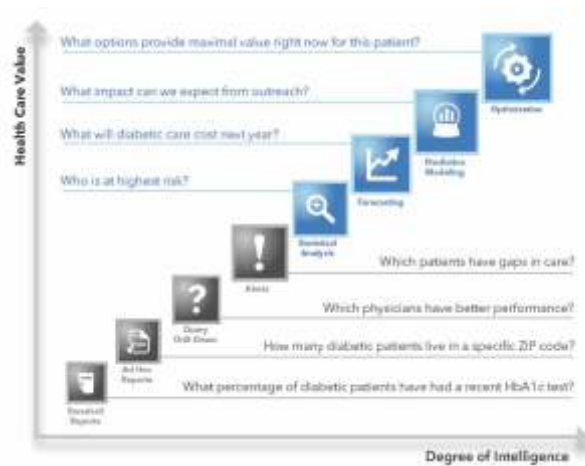 Health Care Value
What options provide maximal value right now for this patient?
Optimization
What impact can we expect from outreach?
What will diabetic care cost next year?
Predictive
Modeling
Who is at highest risk?
Forecasting
Statistical
Analysis
Which patients have gaps in care?
Alerts
Which physicians have better performance?
Query
Drill Down
How many diabetic patients live in a specific ZIP code?
Ad Hoc
Reports
What percentage of diabetic patients have had a recent HbA1c test?
Standard
Reports
Degree of Intelligence